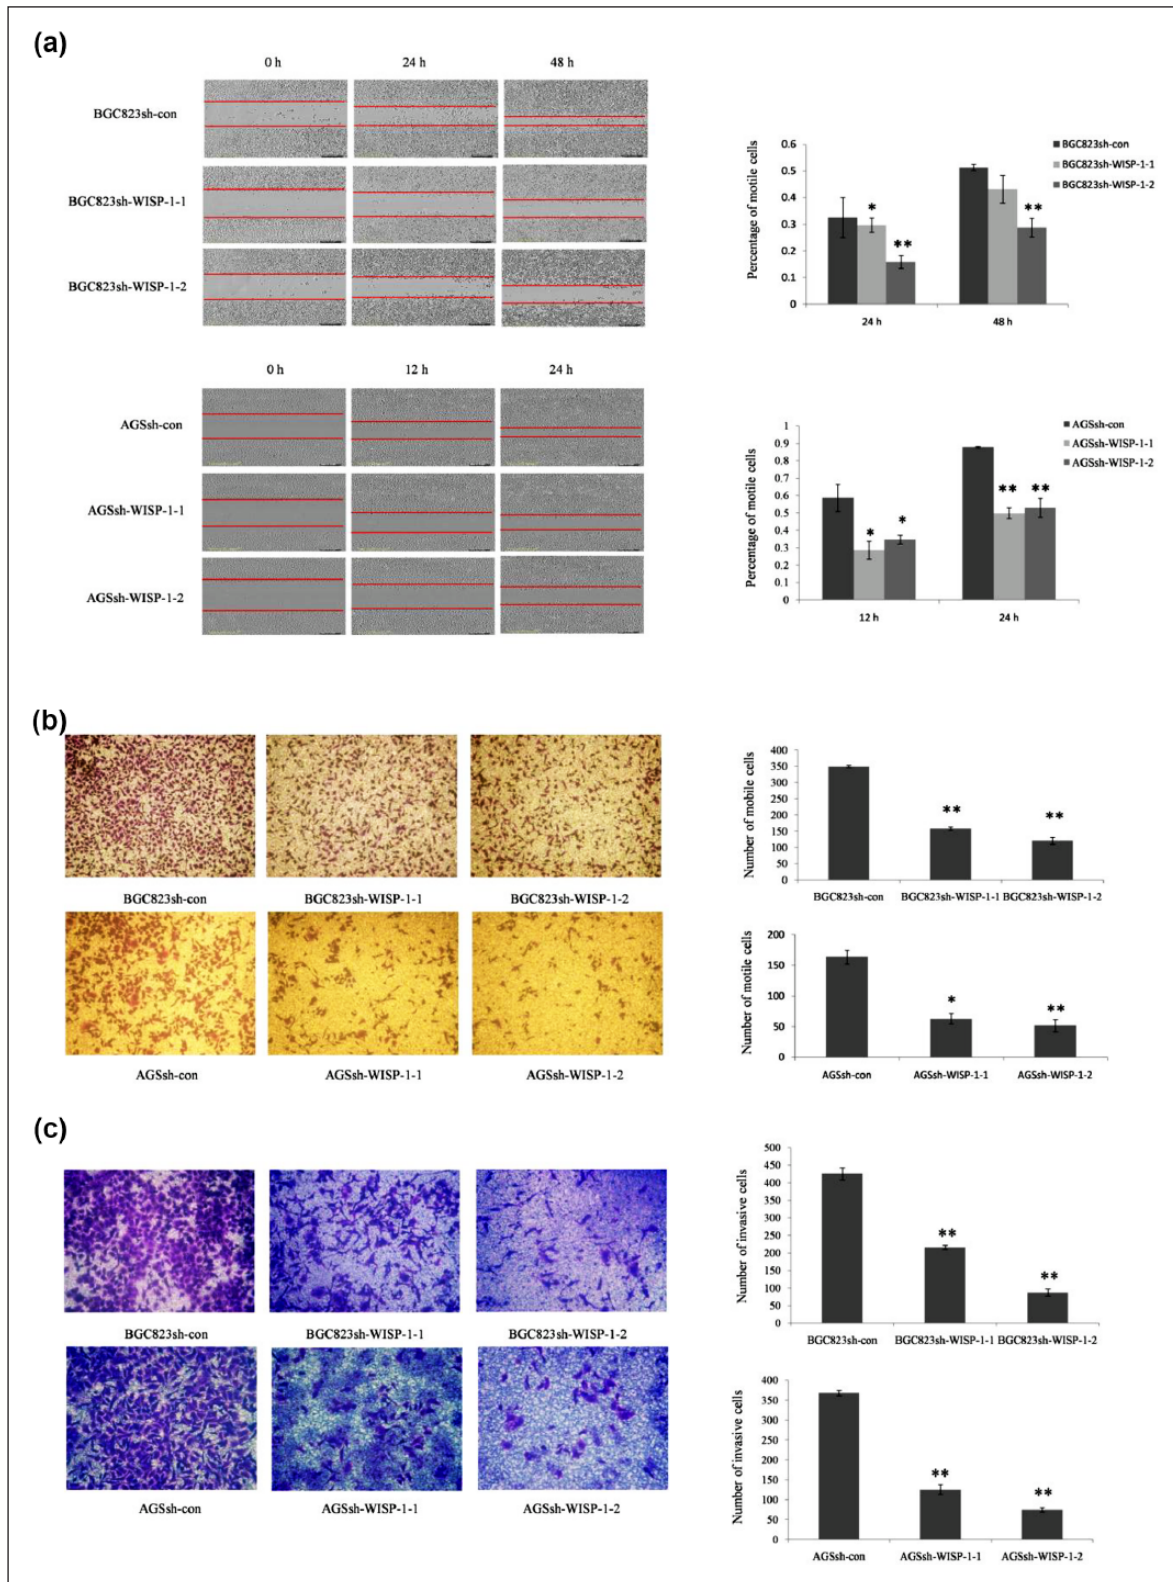 (a)
0 h 24 h 48 h
BGC823sh-con
BGC823sh-WISP-1-1
BGC823sh-WISP-1-2
Percentage of motile cells
0.6
0.5
0.4
0.3
0.2
0.1
0
BGC823sh-con
BGC823sh-WISP-1-1
BGC823sh-WISP-1-2
*
**
**
24 h 48 h
0 h 12 h 24 h
AGSsh-con
AGSsh-WISP-1-1
AGSsh-WISP-1-2
Percentage of motile cells
1
0.9
0.8
0.7
0.6
0.5
0.4
0.3
0.2
0.1
0
AGSsh-con
AGSsh-WISP-1-1
AGSsh-WISP-1-2
*
*
**
**
12 h 24 h
(b)
BGC823sh-con BGC823sh-WISP-1-1 BGC823sh-WISP-1-2
Number of mobile cells
400
350
300
250
200
150
100
50
0
**
**
BGC823sh-con BGC823sh-WISP-1-1 BGC823sh-WISP-1-2
AGSsh-con AGSsh-WISP-1-1 AGSsh-WISP-1-2
Number of motile cells
200
150
100
50
0
*
**
AGSsh-con AGSsh-WISP-1-1 AGSsh-WISP-1-2
(c)
BGC823sh-con BGC823sh-WISP-1-1 BGC823sh-WISP-1-2
Number of invasive cells
500
450
400
350
300
250
200
150
100
50
0
**
**
BGC823sh-con BGC823sh-WISP-1-1 BGC823sh-WISP-1-2
AGSsh-con AGSsh-WISP-1-1 AGSsh-WISP-1-2
Number of invasive cells
400
350
300
250
200
150
100
50
0
**
**
AGSsh-con AGSsh-WISP-1-1 AGSsh-WISP-1-2